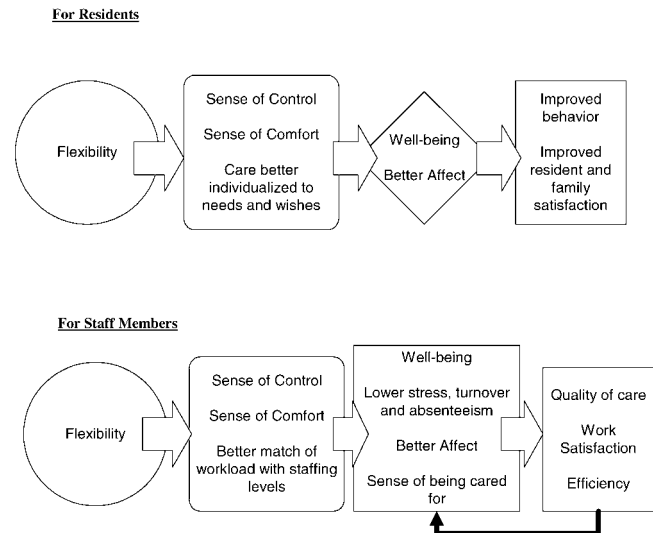 For Residents
Flexibility
Sense of Control
Sense of Comfort
Care better
individualized to
needs and wishes
Well-being
Better Affect
Improved
behavior
Improved
resident and
family
satisfaction
For Staff Members
Flexibility
Sense of Control
Sense of Comfort
Better match of
workload with staffing
levels
Well-being
Lower stress, turnover
and absenteeism
Better Affect
Sense of being cared
for
Quality of care
Work
Satisfaction
Efficiency